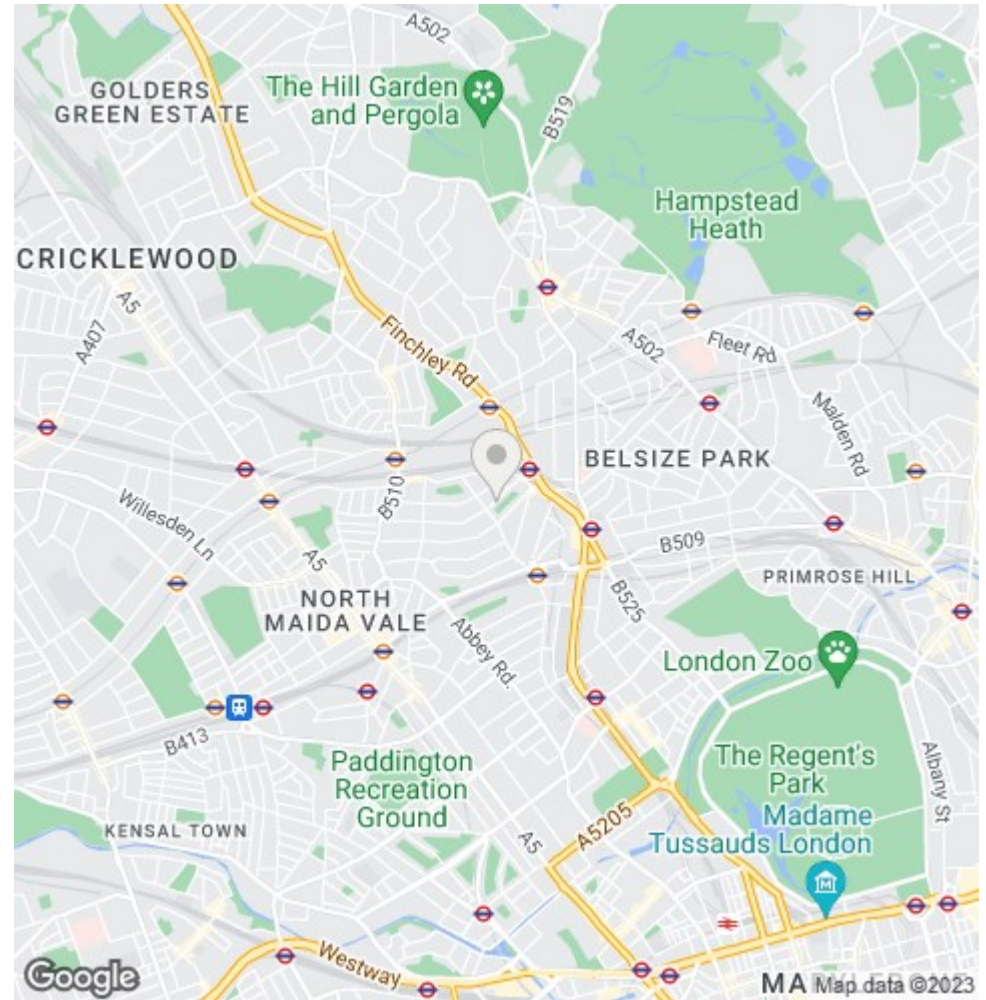 A502
GOLDERS
GREEN ESTATE
The Hill Garden
and Pergola
B519
Hampstead
Heath
CRICKLEWOOD
A5
A407
Finchley Rd
A502
Fleet Rd
Malden Rd
BELSIZE PARK
B510
Willesden Ln
A5
B509
PRIMROSE HILL
NORTH
MAIDA VALE
B525
Abbey Rd.
London Zoo
B413
Paddington
Recreation
Ground
The Regent's
Park
Albany St
Madame
Tussauds London
KENSAL TOWN
A5
A5205
M
Westway
Google
MA
Map data ©2023